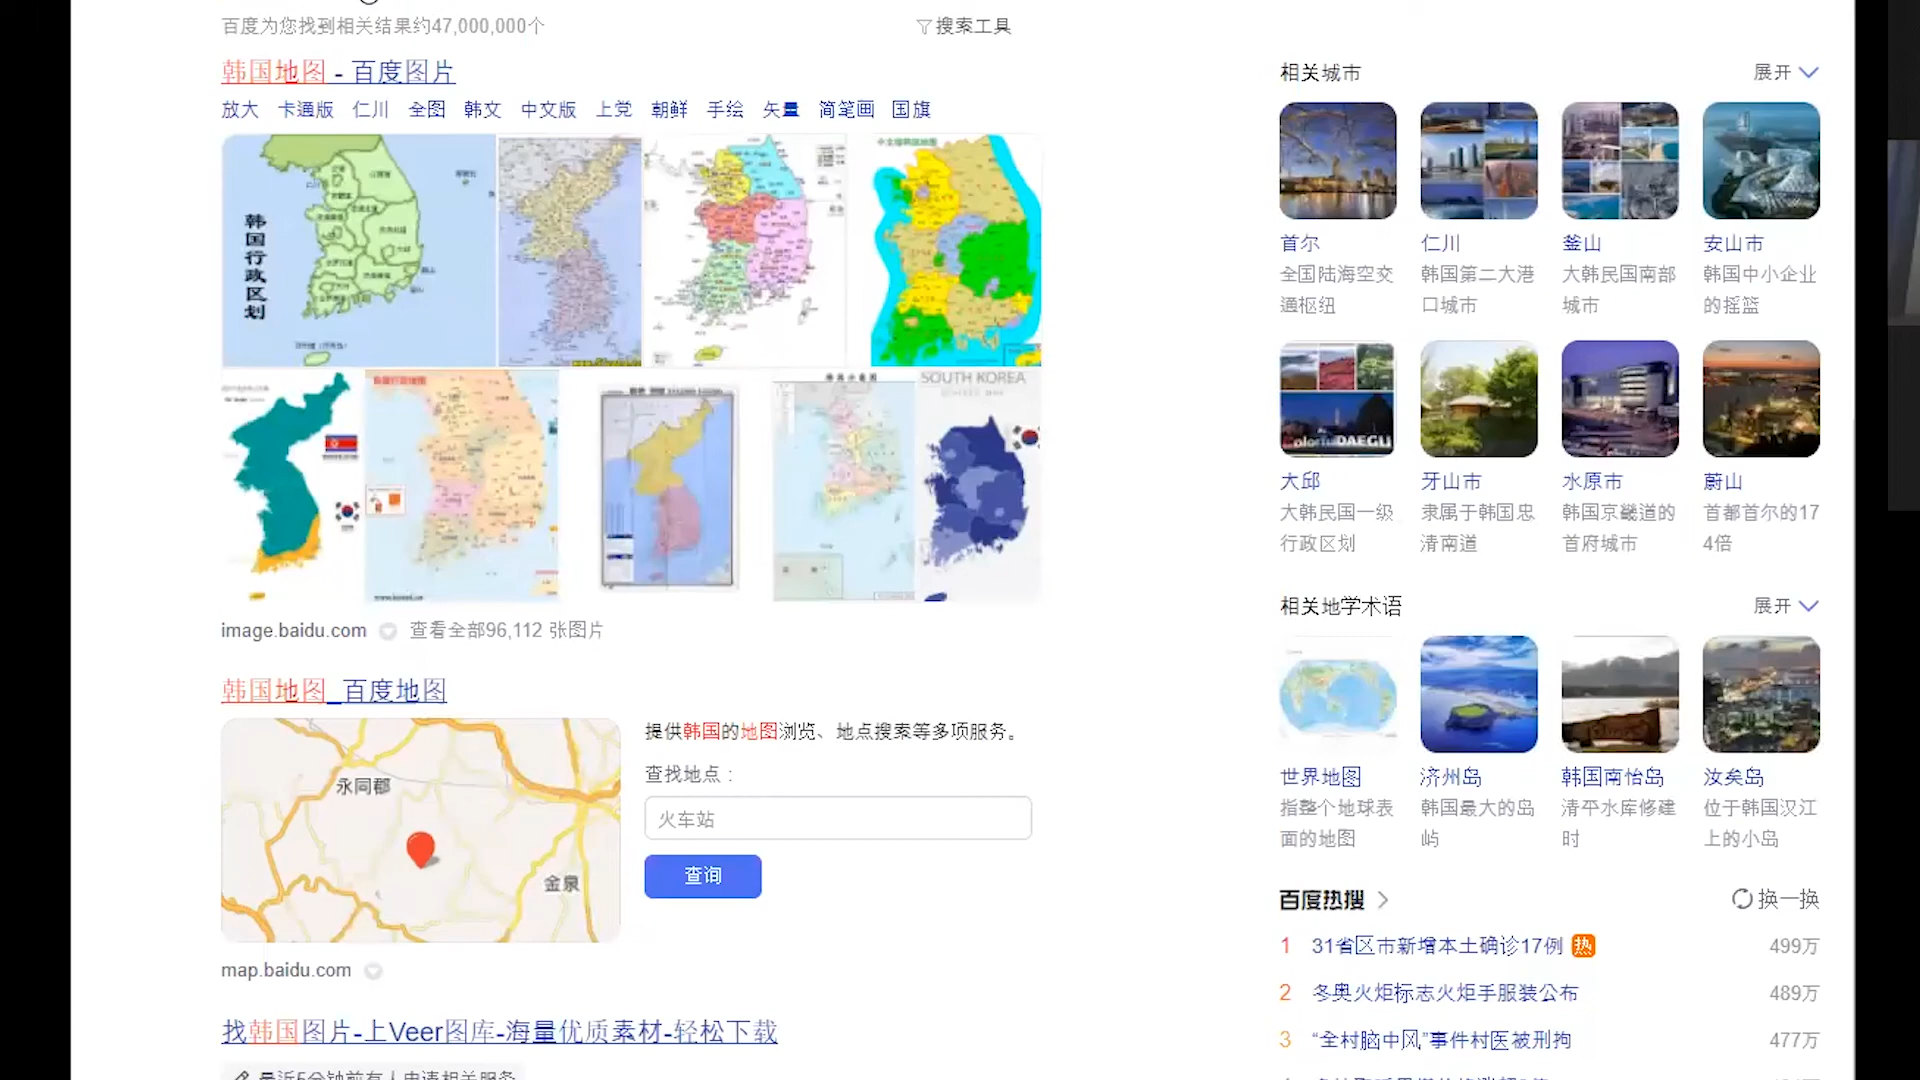 百度为您找到相关结果约47,000,000个
搜索工具
韩国地图 - 百度图片
放大 卡通版 仁川 全图 韩文 中文版 上党 朝鲜 手绘 矢量 简笔画 国旗
韩国行政区划
SOUTH KOREA
image.baidu.com 查看全部96,112 张图片
韩国地图_百度地图
永同郡
金泉
提供韩国的地图浏览、地点搜索等多项服务。
查找地点：
火车站
查询
map.baidu.com
找韩国图片-上Veer图库-海量优质素材-轻松下载
最近5分钟前有人申请相关服务
相关城市
展开
ColorfulDAEGU
首尔
全国陆海空交
通枢纽
仁川
韩国第二大港
口城市
釜山
大韩民国南部
城市
安山市
韩国中小企业
的摇篮
大邱
大韩民国一级
行政区划
牙山市
隶属于韩国忠
清南道
水原市
韩国京畿道的
首府城市
蔚山
首都首尔的17
4倍
相关地学术语
展开
世界地图
指整个地球表
面的地图
济州岛
韩国最大的岛
屿
韩国南怡岛
清平水库修建
时
汝矣岛
位于韩国汉江
上的小岛
百度热搜
换一换
1 31省区市新增本土确诊17例 热 499万
2 冬奥火炬标志火炬手服装公布 489万
3 “全村脑中风”事件村医被刑拘 477万